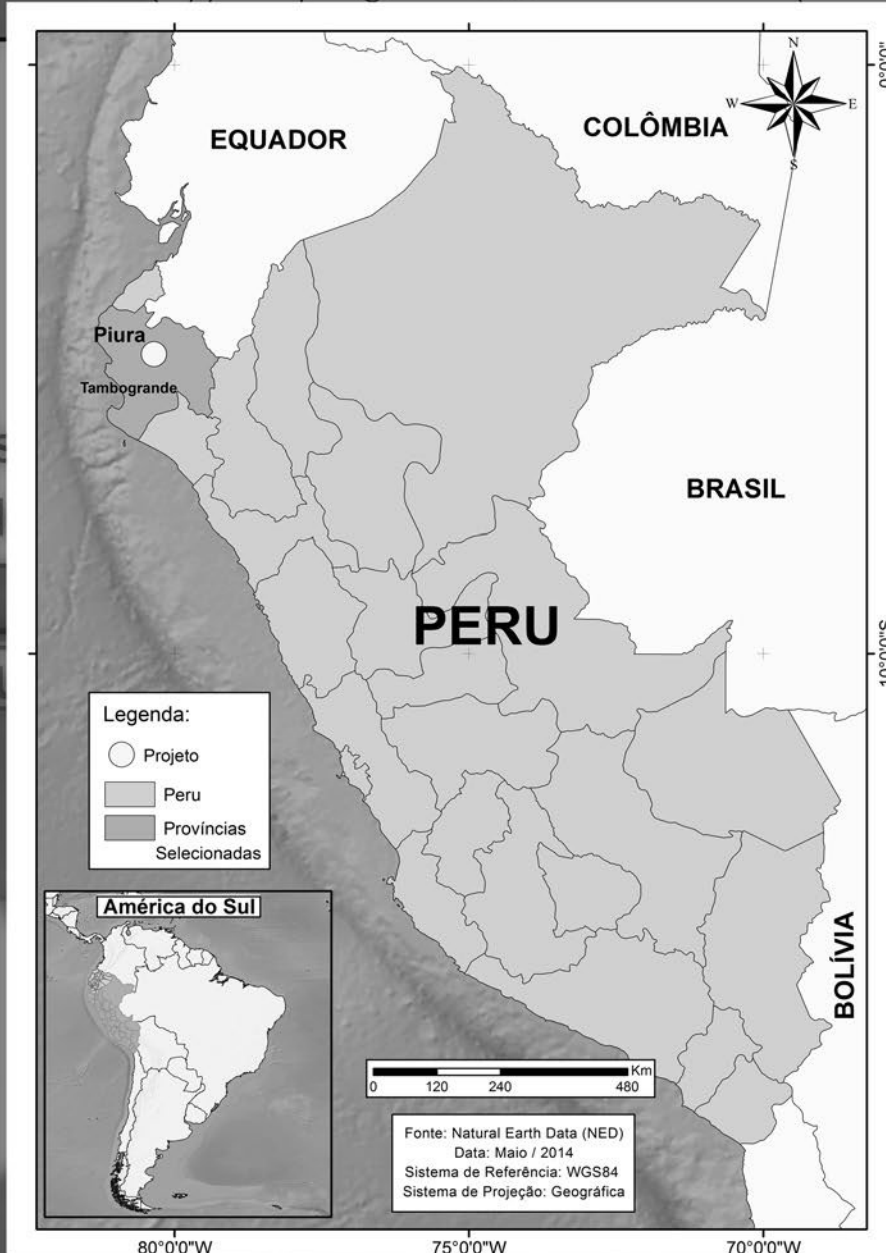 N
W
E
S
0°0'0"
EQUADOR
COLÔMBIA
Piura
Tambogrande
BRASIL
PERU
10°0'0"S
Legenda:
Projeto
Peru
Províncias
Selecionadas
América do Sul
BOLÍVIA
Km
0 120 240 480
Fonte: Natural Earth Data (NED)
Data: Maio / 2014
Sistema de Referência: WGS84
Sistema de Projeção: Geográfica
80°0'0"W 75°0'0"W 70°0'0"W